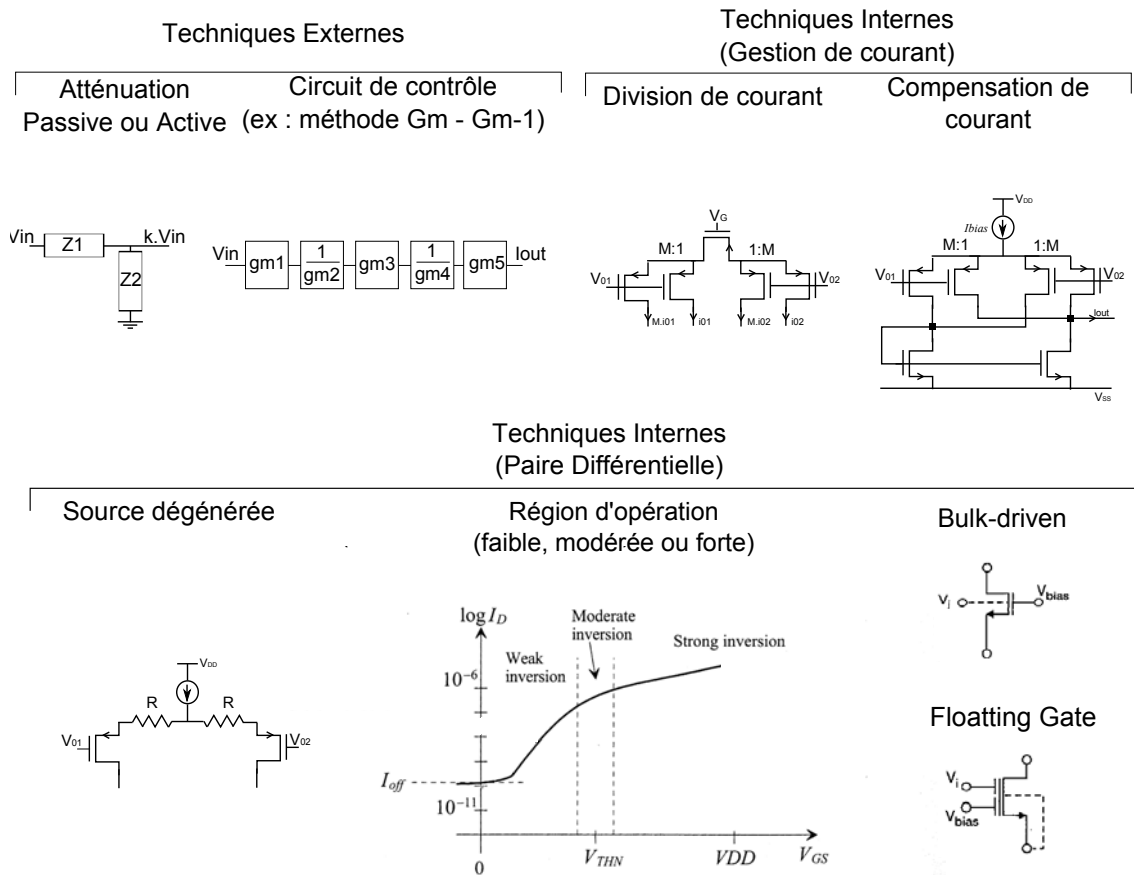 Techniques Externes
Techniques Internes
(Gestion de courant)
Atténuation
Passive ou Active
Circuit de contrôle
(ex : méthode Gm - Gm-1)
Division de courant
Compensation de
courant
Vin
Z1
k.Vin
Z2
Vin
gm1
1
gm2
gm3
1
gm4
gm5
Iout
VG
M:1
1:M
V01
V02
M.i01
i01
M.i02
i02
VDD
Ibias
M:1
1:M
V01
V02
Iout
VSS
Techniques Internes
(Paire Différentielle)
Source dégénérée
Région d'opération
(faible, modérée ou forte)
Bulk-driven
VDD
R
R
V01
V02
log ID
Moderate
inversion
Strong inversion
Weak
inversion
10-6
Ioff
10-11
0
VTHN
VDD
VGS
Vi
Vbias
Floatting Gate
Vi
Vbias